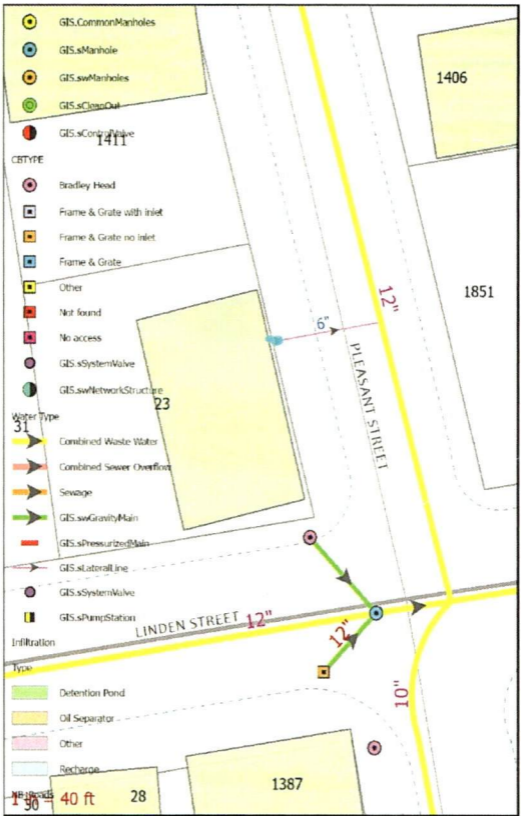 GIS.CommonManholes
GIS.sManhole
GIS.swManholes
GIS.sCleanOut
GIS.sControlValve
1411
CBTYPE
Bradley Head
Frame & Grate with inlet
Frame & Grate no inlet
Frame & Grate
Other
Not found
No access
GIS.sSystemValve
GIS.swNetworkStructure
23
Water Type
31
Combined Waste Water
Combined Sewer Overflow
Sewage
GIS.swGravityMain
GIS.sPressurizedMain
GIS.sLateralLine
GIS.sSystemValve
GIS.sPumpStation
Infiltration
Type
Detention Pond
Oil Separator
Other
Recharge
1 in = 40 ft
30
28
1406
1851
12"
6"
PLEASANT STREET
LINDEN STREET 12"
12"
10"
1387